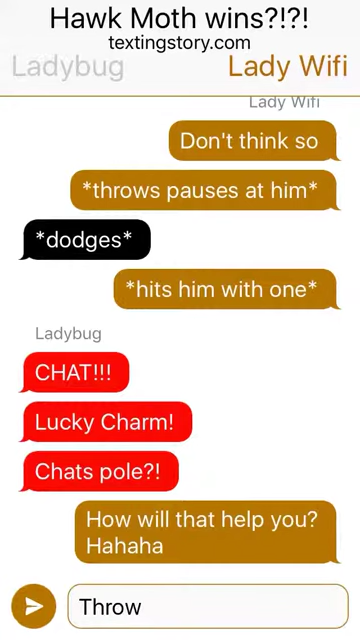 Hawk Moth wins?!?!
textingstory.com
Ladybug
Lady Wifi
Lady Wifi
Don't think so
*throws pauses at him*
*dodges*
*hits him with one*
Ladybug
CHAT!!!
Lucky Charm!
Chats pole?!
How will that help you?
Hahaha
Throw